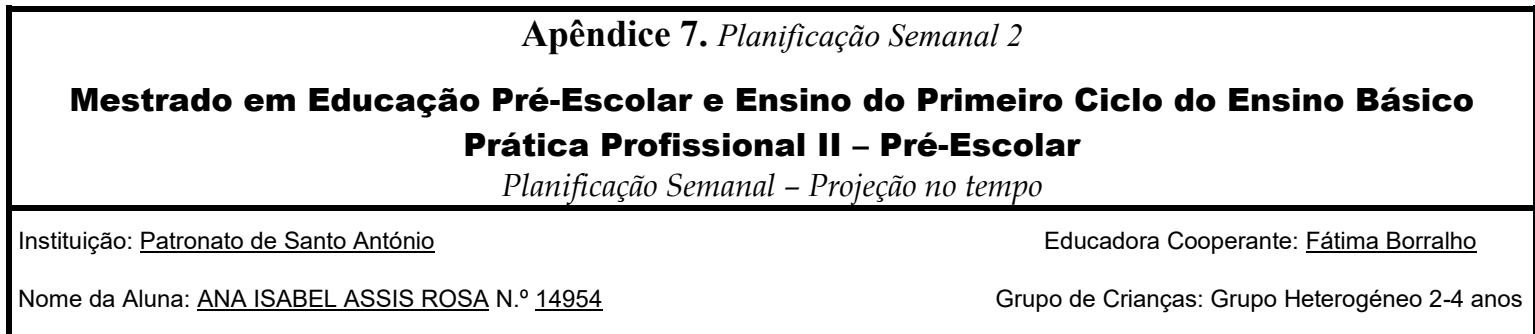 Apêndice 7. Planificação Semanal 2
Mestrado em Educação Pré-Escolar e Ensino do Primeiro Ciclo do Ensino Básico
Prática Profissional II – Pré-Escolar
Planificação Semanal – Projeção no tempo
Instituição: Patronato de Santo António Educadora Cooperante: Fátima Borralho
Nome da Aluna: ANA ISABEL ASSIS ROSA N.º 14954 Grupo de Crianças: Grupo Heterogéneo 2-4 anos